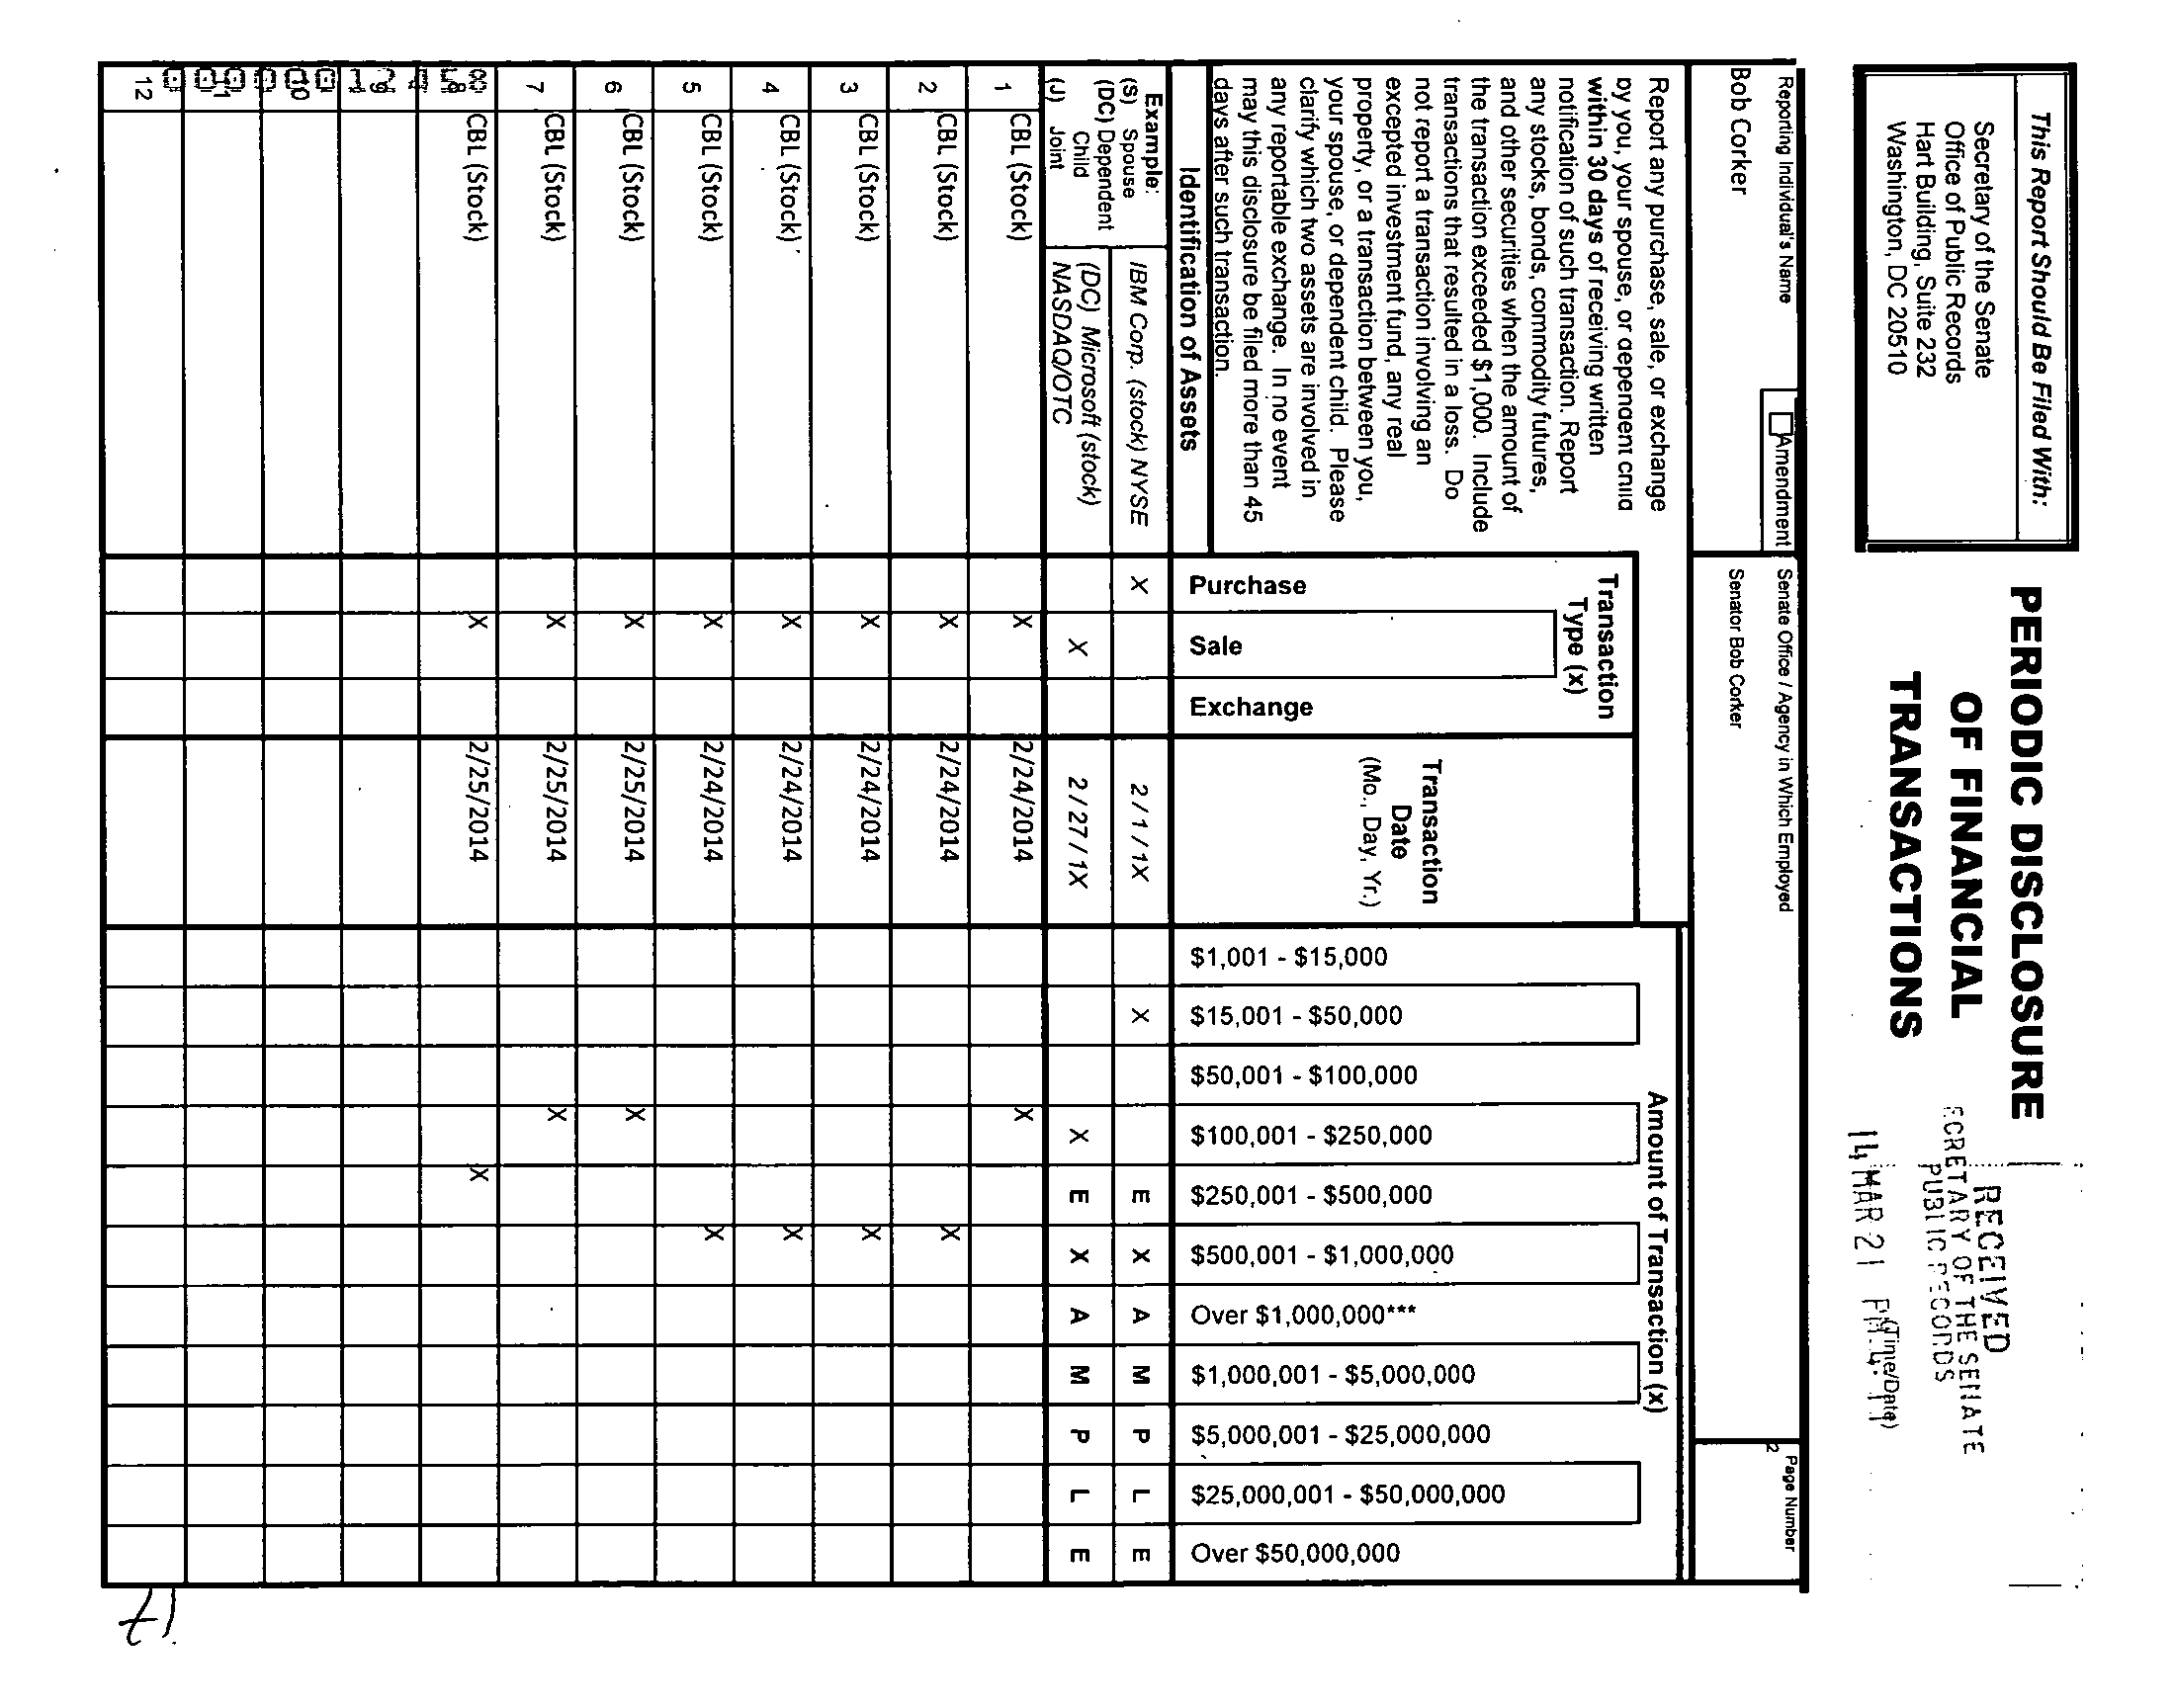 This Report Should Be Filed With:
Secretary of the Senate
Office of Public Records
Hart Building, Suite 232
Washington, DC 20510
PERIODIC DISCLOSURE
OF FINANCIAL
TRANSACTIONS
RECEIVED
SECRETARY OF THE SENATE
PUBLIC RECORDS
14 MAR 21 PM 4:11
(Time/Date)
Reporting Individual's Name
Amendment
Senate Office / Agency in Which Employed
Page Number
Bob Corker
Senator Bob Corker
2
Report any purchase, sale, or exchange
by you, your spouse, or dependent child
within 30 days of receiving written
notification of such transaction. Report
any stocks, bonds, commodity futures,
and other securities when the amount of
the transaction exceeded $1,000. Include
transactions that resulted in a loss. Do
not report a transaction involving an
excepted investment fund, any real
property, or a transaction between you,
your spouse, or dependent child. Please
clarify which two assets are involved in
any reportable exchange. In no event
may this disclosure be filed more than 45
days after such transaction.
Identification of Assets
Transaction
Type (x)
Purchase
Sale
Exchange
Transaction
Date
(Mo., Day, Yr.)
Amount of Transaction (x)
$1,001 - $15,000
$15,001 - $50,000
$50,001 - $100,000
$100,001 - $250,000
$250,001 - $500,000
$500,001 - $1,000,000
Over $1,000,000***
$1,000,001 - $5,000,000
$5,000,001 - $25,000,000
$25,000,001 - $50,000,000
Over $50,000,000
Example:
(S) Spouse
(DC) Dependent
Child
(J) Joint
IBM Corp. (stock) NYSE X 2 / 1 / 1X X E X A M P L E
(DC) Microsoft (stock)
NASDAQ/OTC X 2 / 27 / 1X X E X A M P L E
1 CBL (Stock) X 2/24/2014 X
2 CBL (Stock) X 2/24/2014 X
3 CBL (Stock) X 2/24/2014 X
4 CBL (Stock) X 2/24/2014 X
5 CBL (Stock) X 2/24/2014 X
6 CBL (Stock) X 2/25/2014 X
7 CBL (Stock) X 2/25/2014 X
8 CBL (Stock) X 2/25/2014 X
12
17